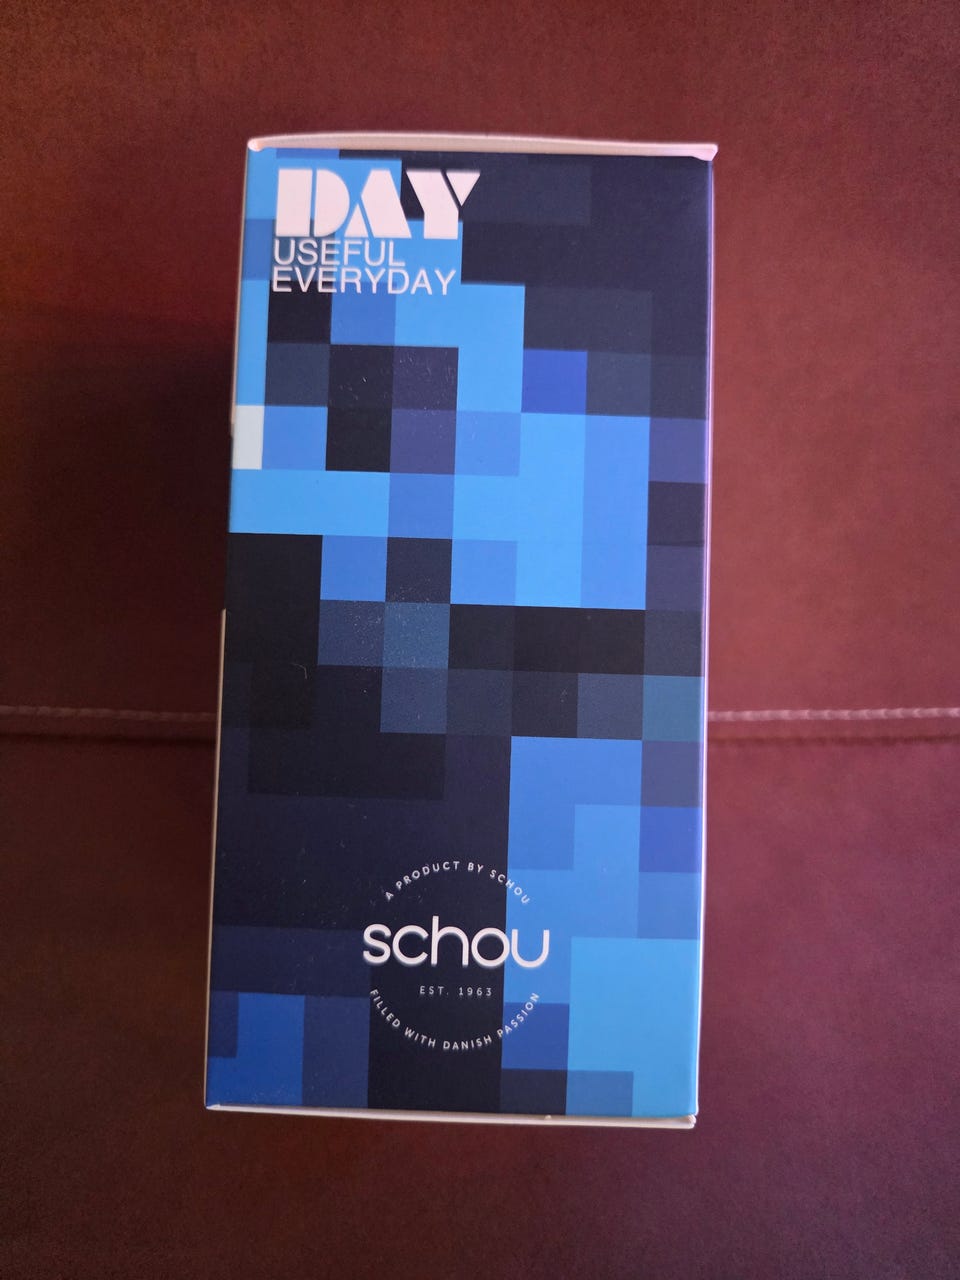 DAY
USEFUL
EVERYDAY
A PRODUCT BY SCHOU
schou
EST. 1963
FILLED WITH DANISH PASSION